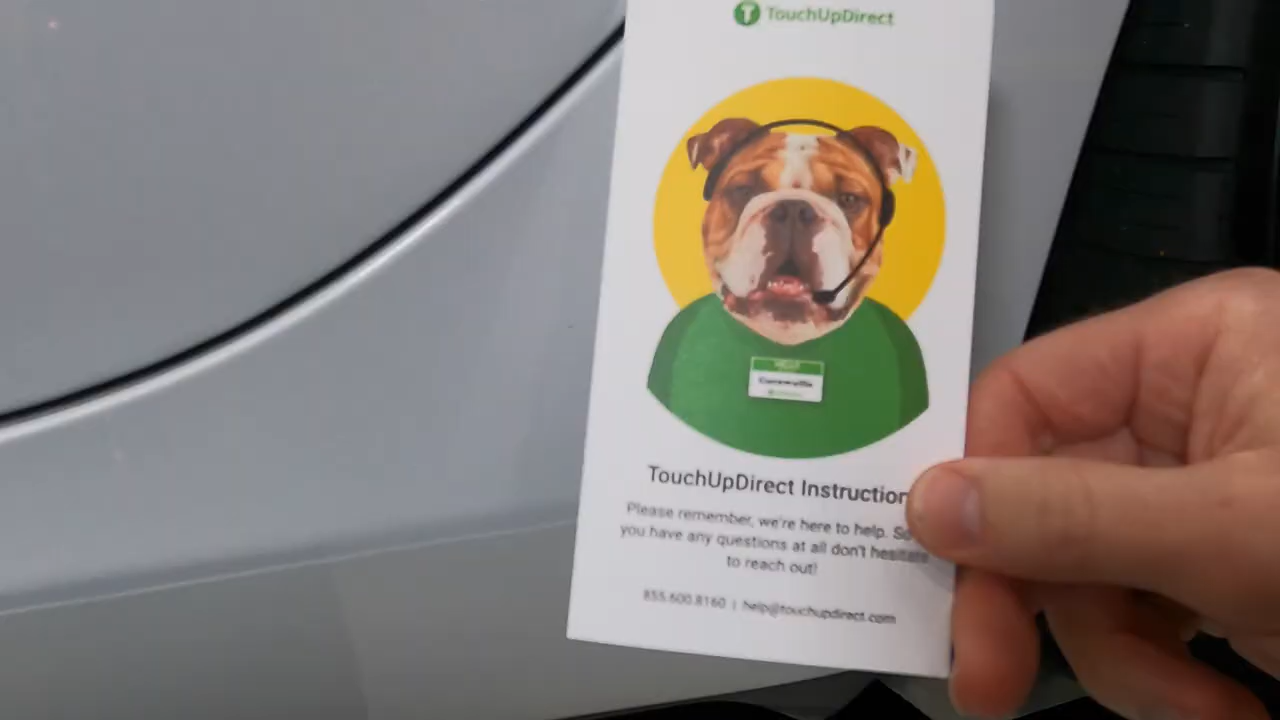 TouchUpDirect
HELLO
TouchUpDirect Instruction
Please remember, we're here to help. So
you have any questions at all don't hesitate
to reach out!
855.600.8160 | help@touchupdirect.com